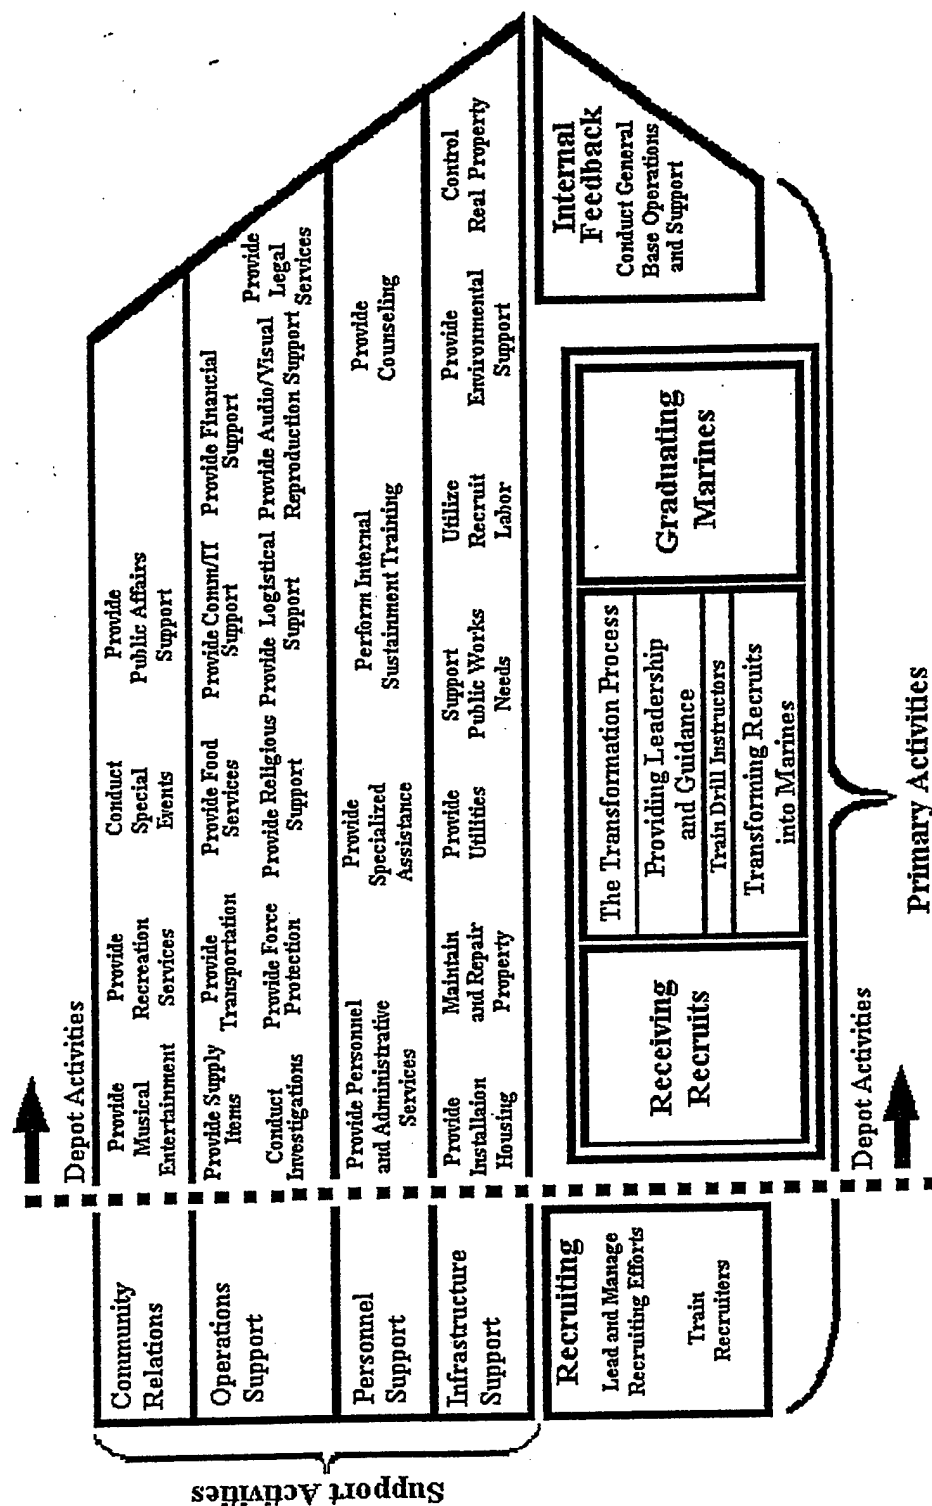 Depot Activities
Community
Relations
Provide
Musical
Entertainment
Provide
Recreation
Services
Conduct
Special
Events
Provide
Public Affairs
Support
Operations
Support
Provide Supply
Items
Provide
Transportation
Provide Food
Services
Provide Comm/IT
Support
Provide Financial
Support
Conduct
Investigations
Provide Force
Protection
Provide Religious
Support
Provide Logistical
Support
Provide Audio/Visual
Reproduction Support
Provide
Legal
Services
Personnel
Support
Provide Personnel
and Administrative
Services
Provide
Specialized
Assistance
Perform Internal
Sustainment Training
Provide
Counseling
Infrastructure
Support
Provide
Installaion
Housing
Maintain
and Repair
Property
Provide
Utilities
Support
Public Works
Needs
Utilize
Recruit
Labor
Provide
Environmental
Support
Control
Real Property
Support Activities
Recruiting
Lead and Manage
Recruiting Efforts
Train
Recruiters
Receiving
Recruits
The Transformation Process
Providing Leadership
and Guidance
Train Drill Instructors
Transforming Recruits
into Marines
Graduating
Marines
Internal
Feedback
Conduct General
Base Operations
and Support
Depot Activities
Primary Activities